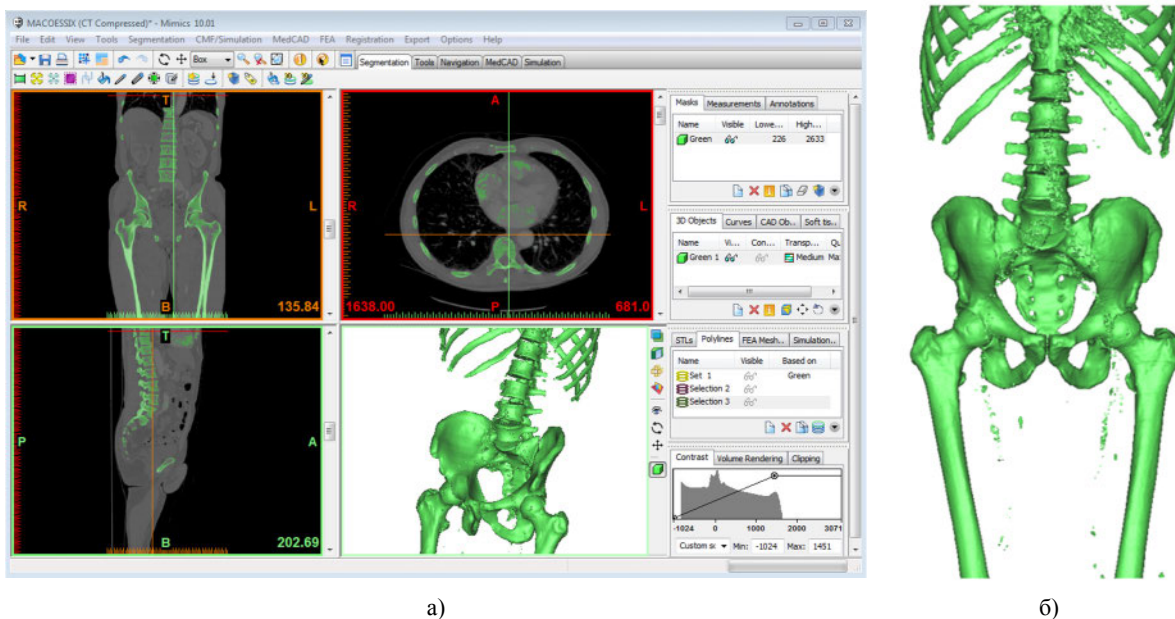 MACOESSIX (CT Compressed)* - Mimics 10.01
File Edit View Tools Segmentation CMF/Simulation MedCAD FEA Registration Export Options Help
Box Segmentation Tools Navigation MedCAD Simulation
T
R L
B
135.84
A
R L
1638.00 P 681.0
T
P A
B
202.69
Masks Measurements Annotations
Name Visible Lowe... High...
Green 226 2633
3D Objects Curves CAD Ob... Soft tis...
Name Vi... Con... Transp... Qu
Green 1 Medium Ma
STLs Polylines FEA Mesh... Simulation...
Name Visible Based on
Set 1 Green
Selection 2
Selection 3
Contrast Volume Rendering Clipping
-1024 0 1000 2000 3071
Custom sc Min: -1024 Max: 1451
а) б)